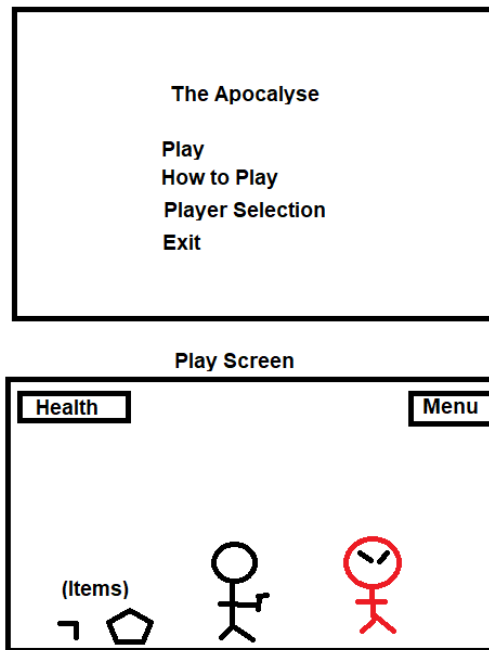 The Apocalyse
Play
How to Play
Player Selection
Exit
Play Screen
Health
Menu
(Items)